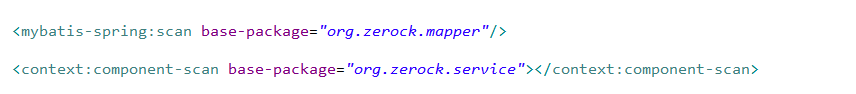 <mybatis-spring:scan base-package="org.zerock.mapper"/>
<context:component-scan base-package="org.zerock.service"></context:component-scan>